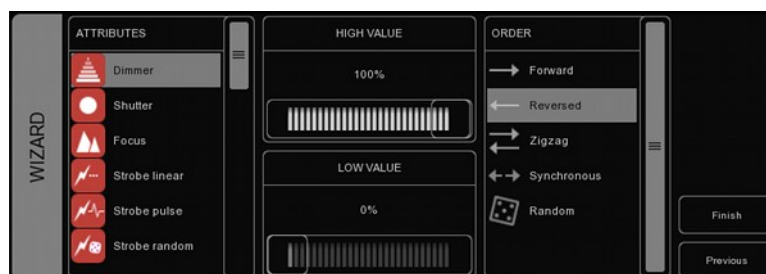 WIZARD
ATTRIBUTES
Dimmer
Shutter
Focus
Strobe linear
Strobe pulse
Strobe random
HIGH VALUE
100%
LOW VALUE
0%
ORDER
Forward
Reversed
Zigzag
Synchronous
Random
Finish
Previous